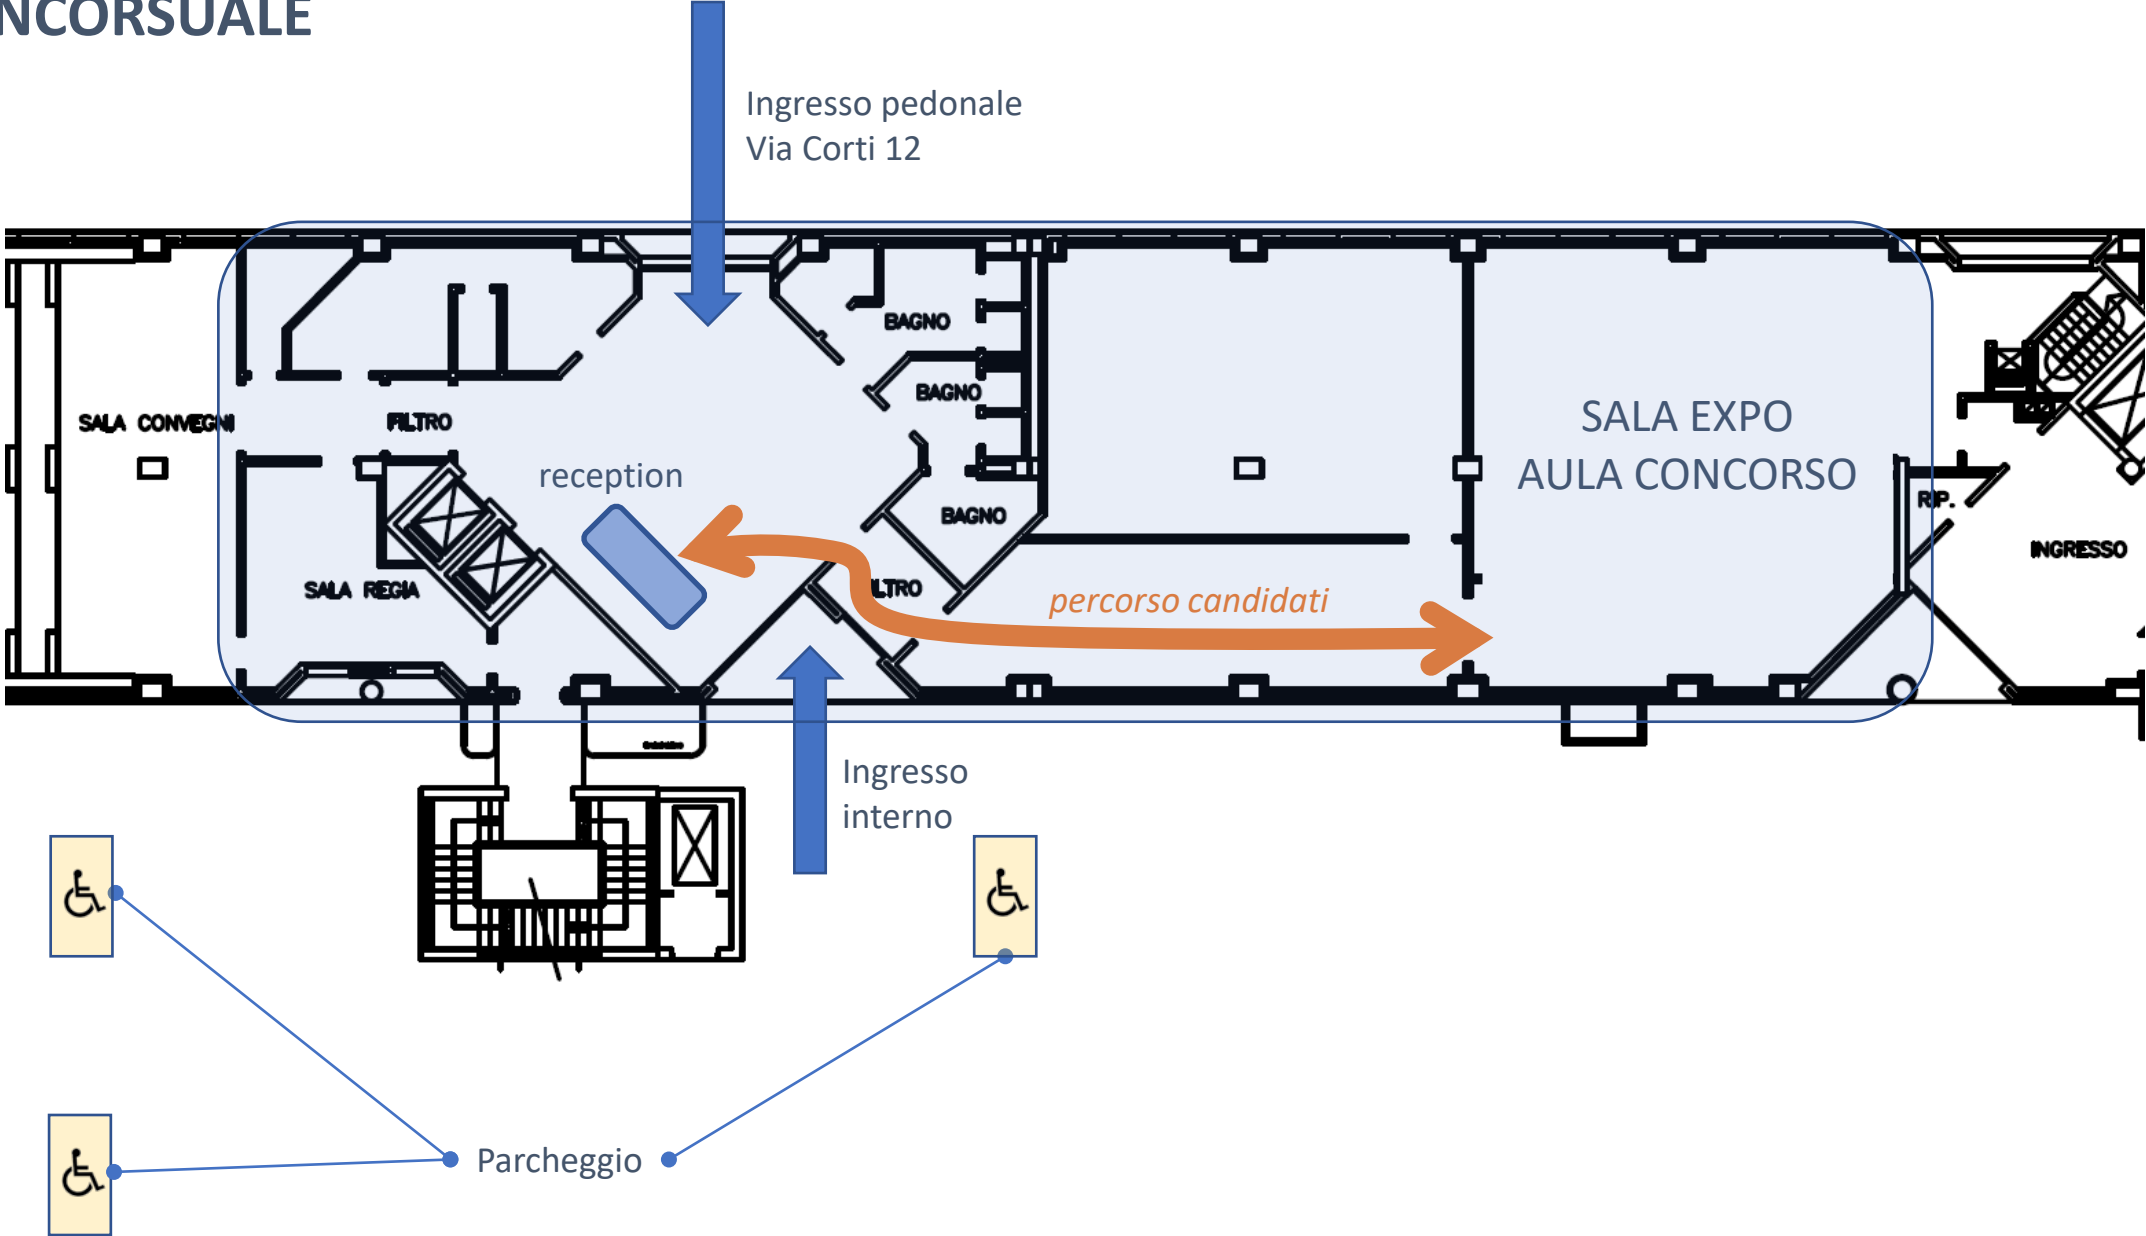 NCORSUALE
Ingresso pedonale
Via Corti 12
BAGNO
BAGNO
SALA CONVEGNI
FILTRO
SALA EXPO
AULA CONCORSO
reception
RIP.
BAGNO
INGRESSO
SALA REGIA
LTRO
percorso candidati
Ingresso
interno
Parcheggio